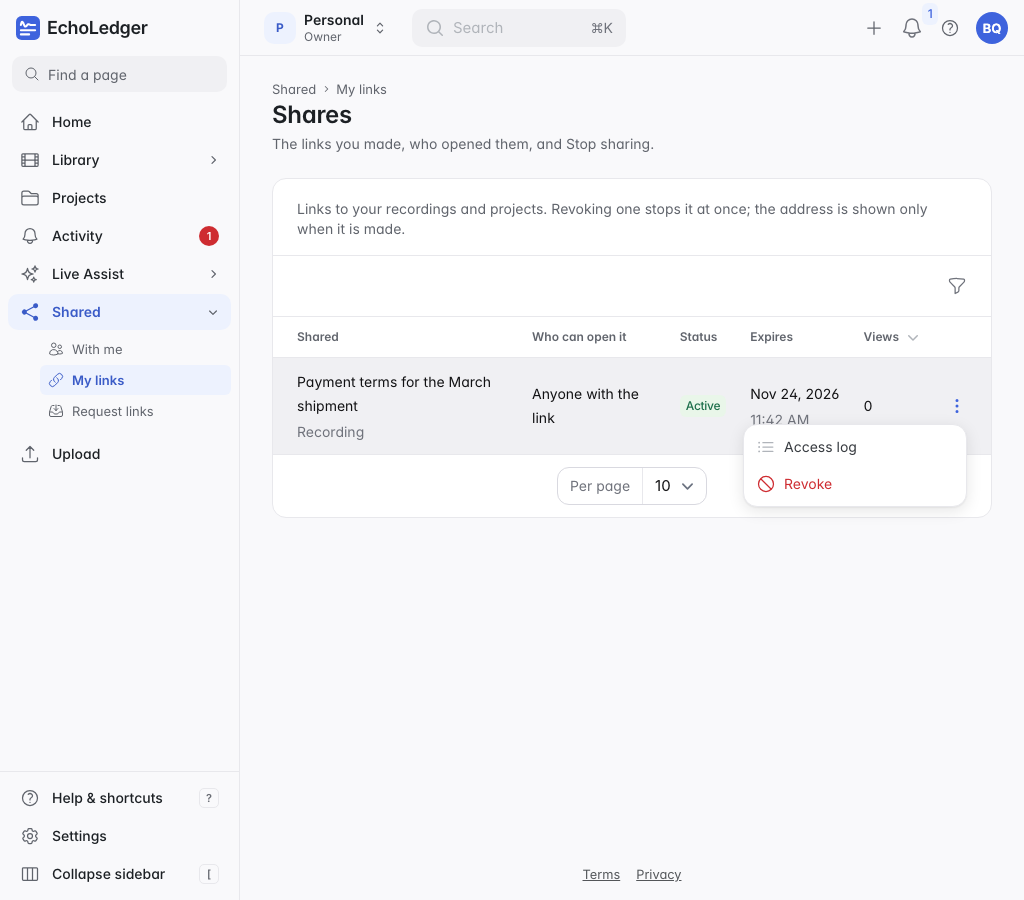 EchoLedger
Find a page
Home
Library
Projects
Activity
1
Live Assist
Shared
With me
My links
Request links
Upload
Help & shortcuts
?
Settings
Collapse sidebar
[
P
Personal
Owner
Search
⌘K
1
BQ
Shared
My links
Shares
The links you made, who opened them, and Stop sharing.
Links to your recordings and projects. Revoking one stops it at once; the address is shown only
when it is made.
Shared
Who can open it
Status
Expires
Views
Payment terms for the March
shipment
Recording
Anyone with the
link
Active
Nov 24, 2026
11:42 AM
0
Access log
Revoke
Per page
10
Terms
Privacy